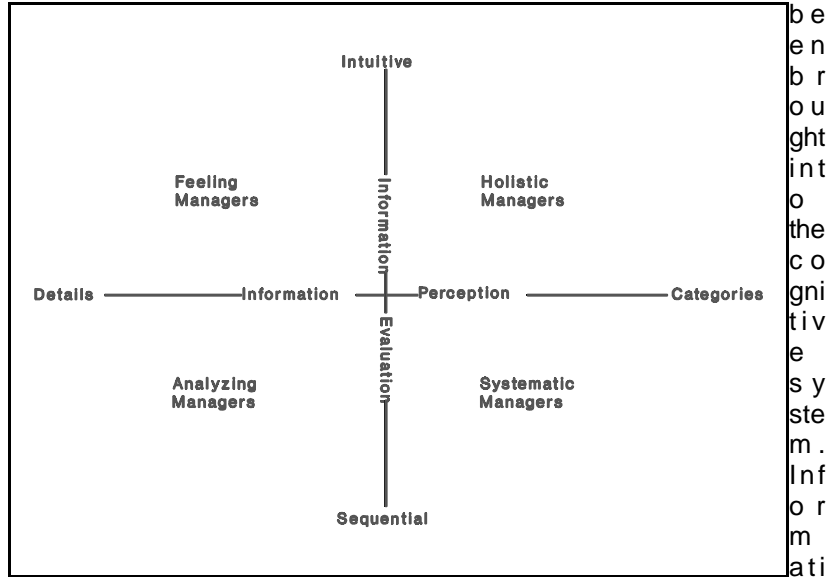 Intuitive
Feeling
Managers
Holistic
Managers
Information
Details
Information
Perception
Categories
Evaluation
Analyzing
Managers
Systematic
Managers
Sequential
b e
e n
b r
o u
ght
i n t
o
the
c o
gni
t i v
e
s y
ste
m .
I n f
o r
m
a t i